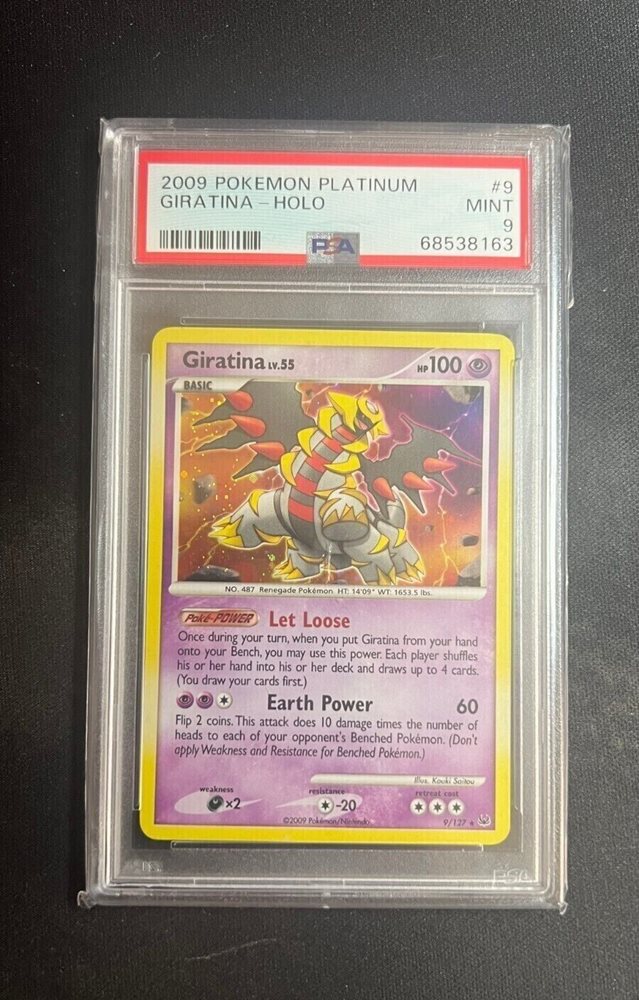 2009 POKEMON PLATINUM #9
GIRATINA - HOLO MINT
9
PSA 68538163
Giratina LV.55 HP 100
BASIC
NO. 487 Renegade Pokémon HT: 14'09" WT: 1653.5 lbs.
Poké-POWER Let Loose
Once during your turn, when you put Giratina from your hand
onto your Bench, you may use this power. Each player shuffles
his or her hand into his or her deck and draws up to 4 cards.
(You draw your cards first.)
Earth Power 60
Flip 2 coins. This attack does 10 damage times the number of
heads to each of your opponent's Benched Pokémon. (Don't
apply Weakness and Resistance for Benched Pokémon.)
Illus. Kouki Saitou
weakness resistance retreat cost
×2 -20
©2009 Pokémon/Nintendo 9/127 ★
PSA